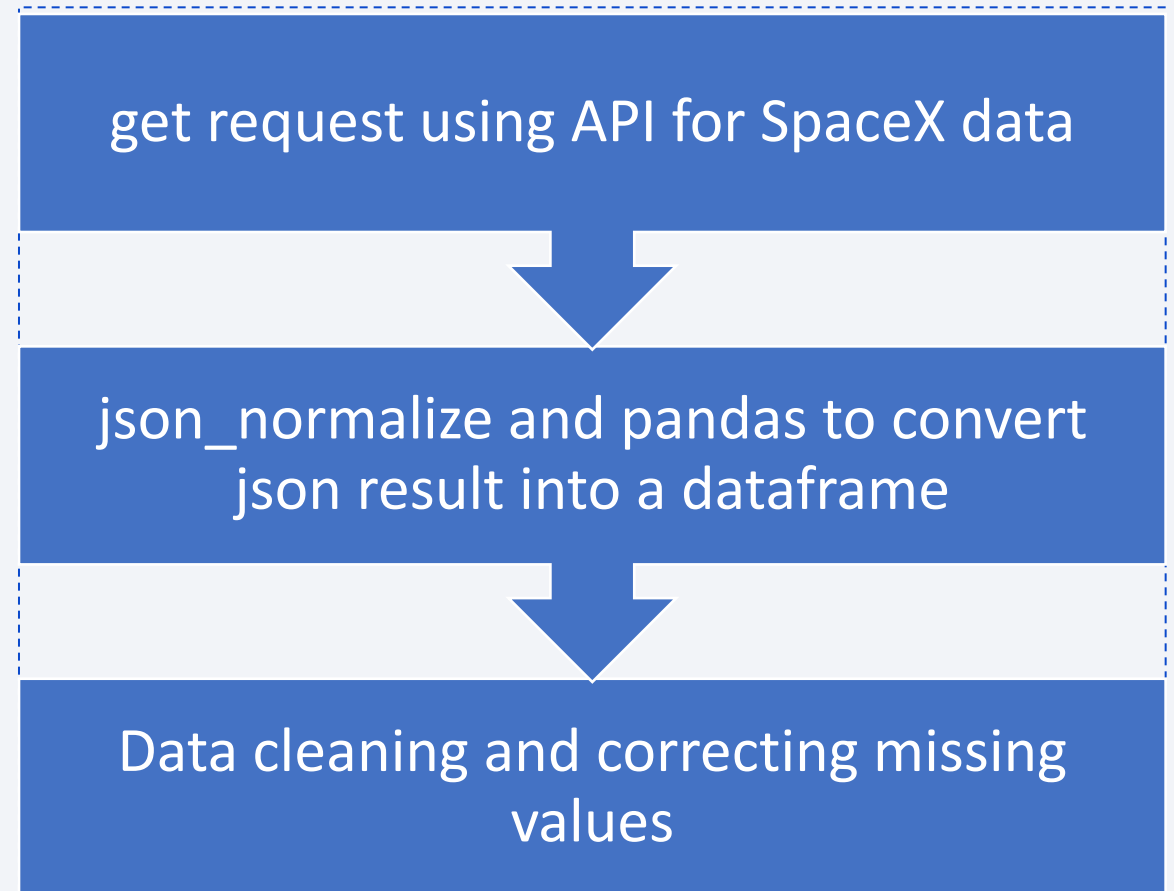 get request using API for SpaceX data
json_normalize and pandas to convert
json result into a dataframe
Data cleaning and correcting missing
values